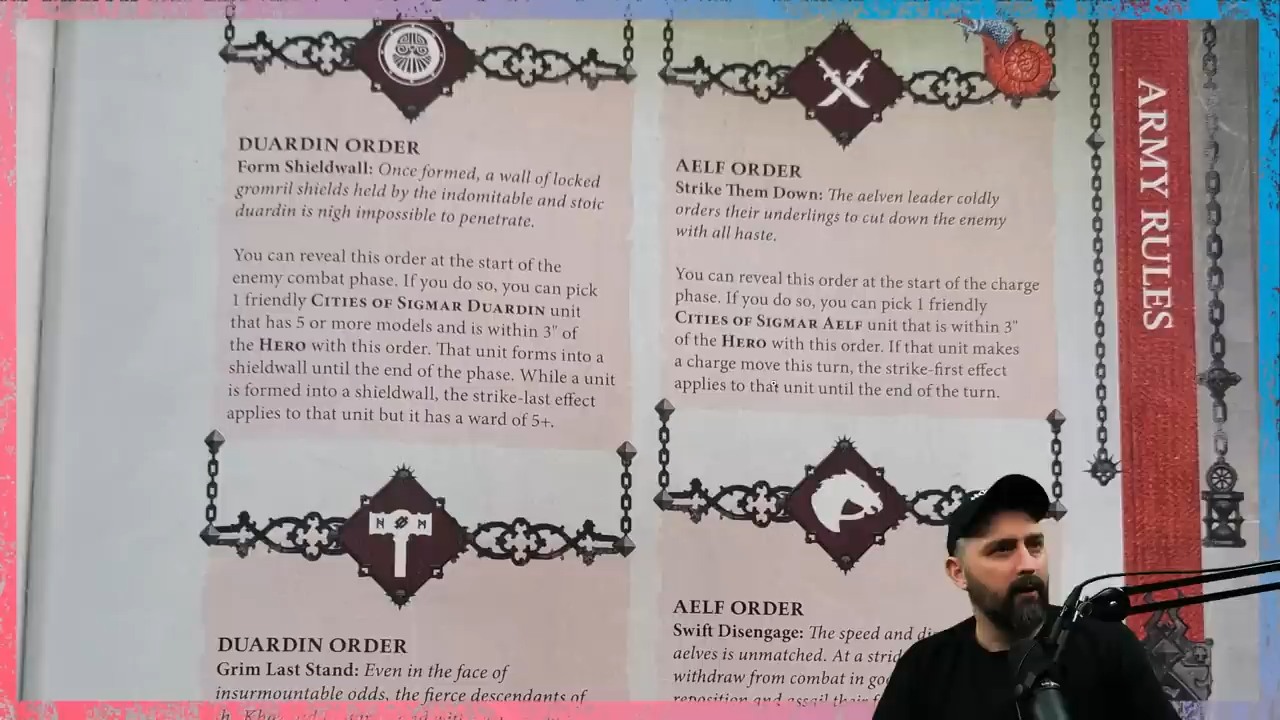 DUARDIN ORDER
Form Shieldwall: Once formed, a wall of locked
gromril shields held by the indomitable and stoic
duardin is nigh impossible to penetrate.
You can reveal this order at the start of the
enemy combat phase. If you do so, you can pick
1 friendly CITIES OF SIGMAR DUARDIN unit
that has 5 or more models and is within 3" of
the HERO with this order. That unit forms into a
shieldwall until the end of the phase. While a unit
is formed into a shieldwall, the strike-last effect
applies to that unit but it has a ward of 5+.
DUARDIN ORDER
Grim Last Stand: Even in the face of
insurmountable odds, the fierce descendants of
AELF ORDER
Strike Them Down: The aelven leader coldly
orders their underlings to cut down the enemy
with all haste.
You can reveal this order at the start of the charge
phase. If you do so, you can pick 1 friendly
CITIES OF SIGMAR AELF unit that is within 3"
of the HERO with this order. If that unit makes
a charge move this turn, the strike-first effect
applies to that unit until the end of the turn.
AELF ORDER
Swift Disengage: The speed and
aelves is unmatched. At a
withdraw from combat in
reposition and assail their
ARMY RULES